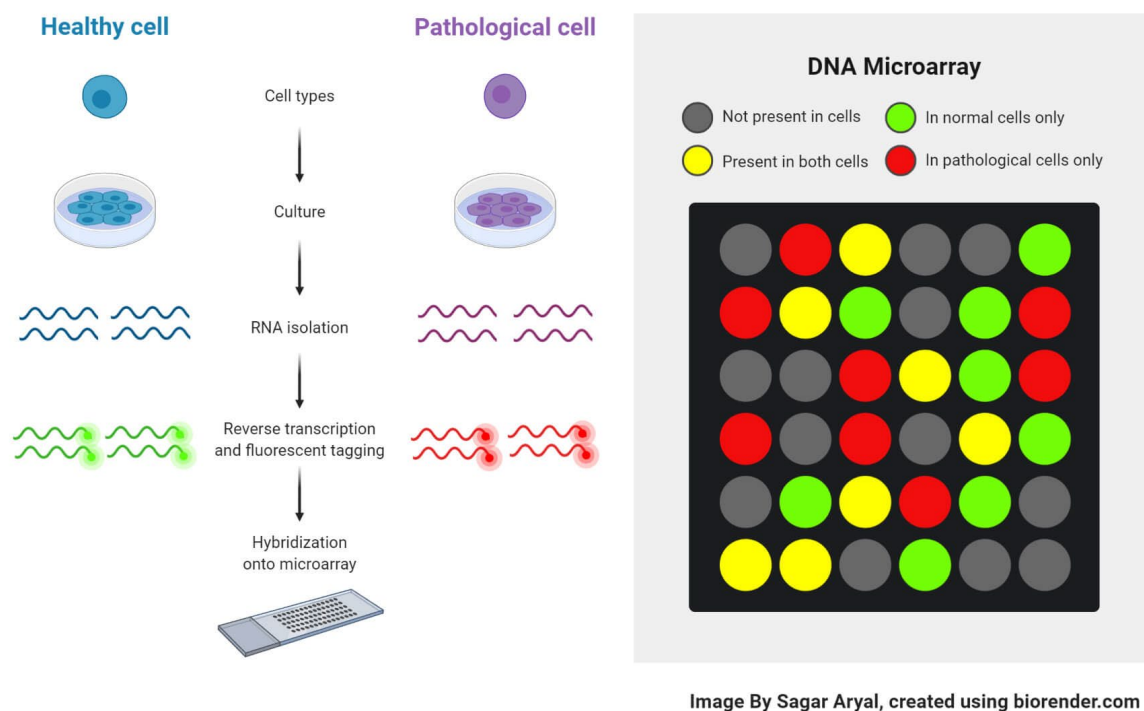 Healthy cell
Pathological cell
Cell types
Culture
RNA isolation
Reverse transcription
and fluorescent tagging
Hybridization
onto microarray
DNA Microarray
Not present in cells
In normal cells only
Present in both cells
In pathological cells only
Image By Sagar Aryal, created using biorender.com